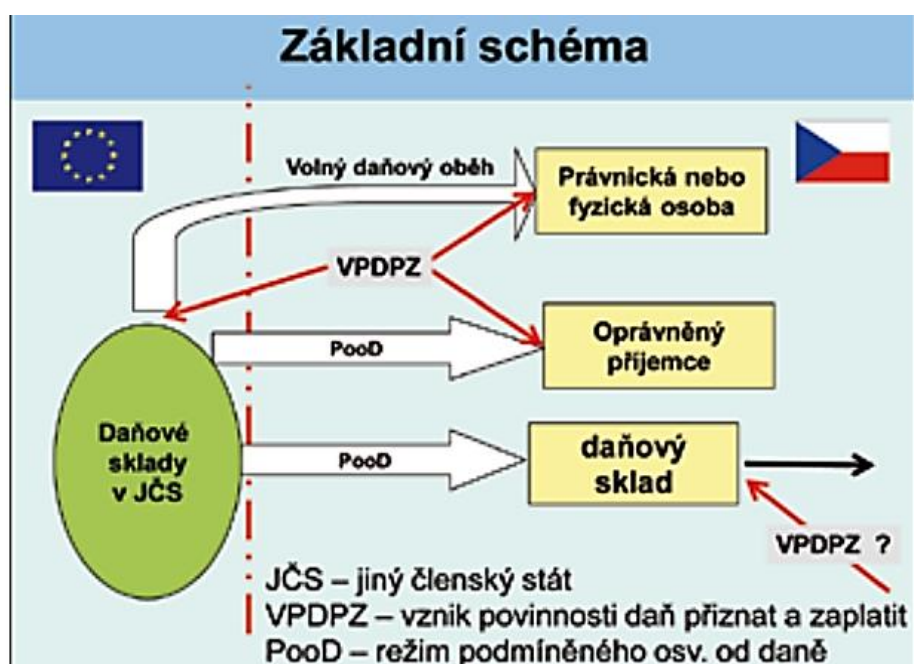 Základní schéma
Volný daňový oběh
Právnická nebo
fyzická osoba
VPDPZ
PooD
Oprávněný
příjemce
Daňové
sklady
v JČS
PooD
daňový
sklad
VPDPZ ?
JČS – jiný členský stát
VPDPZ – vznik povinnosti daň přiznat a zaplatit
PooD – režim podmíněného osv. od daně